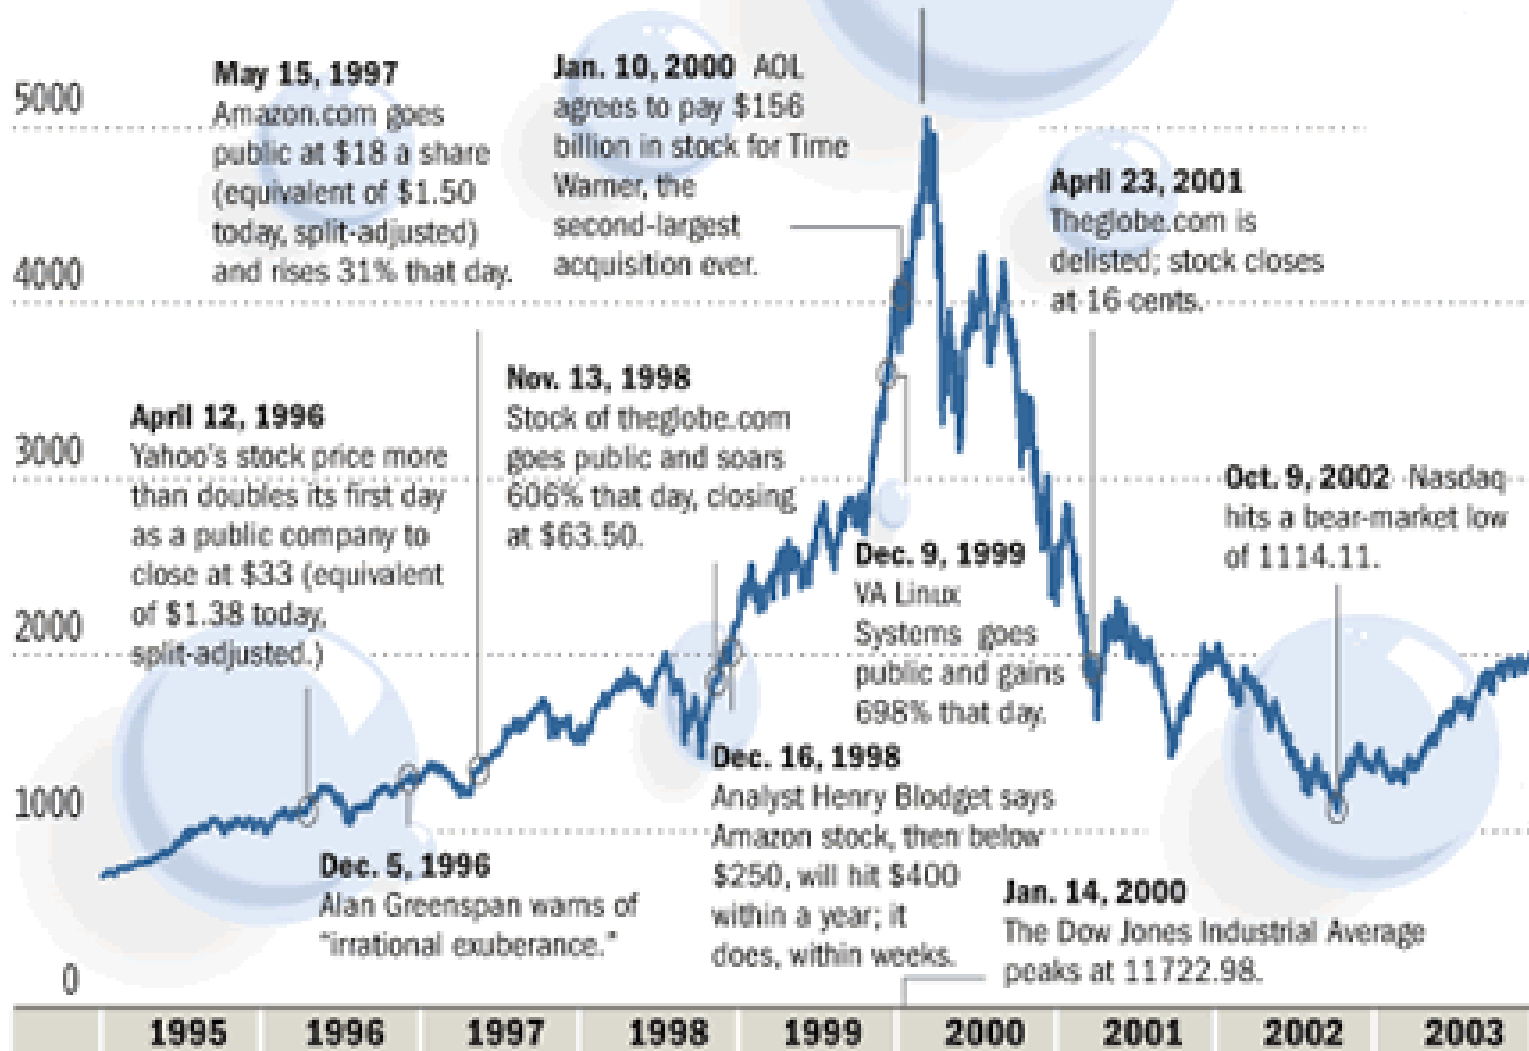 May 15, 1997
Amazon.com goes
public at $18 a share
(equivalent of $1.50
today, split-adjusted)
and rises 31% that day.
Jan. 10, 2000 AOL
agrees to pay $156
billion in stock for Time
Warner, the
second-largest
acquisition ever.
April 23, 2001
Theglobe.com is
delisted; stock closes
at 16 cents.
April 12, 1996
Yahoo's stock price more
than doubles its first day
as a public company to
close at $33 (equivalent
of $1.38 today,
split-adjusted.)
Nov. 13, 1998
Stock of theglobe.com
goes public and soars
606% that day, closing
at $63.50.
Oct. 9, 2002 Nasdaq
hits a bear-market low
of 1114.11.
Dec. 9, 1999
VA Linux
Systems goes
public and gains
698% that day.
Dec. 5, 1996
Alan Greenspan warns of
"irrational exuberance."
Dec. 16, 1998
Analyst Henry Blodget says
Amazon stock, then below
$250, will hit $400
within a year; it
does, within weeks.
Jan. 14, 2000
The Dow Jones Industrial Average
peaks at 11722.98.
5000
4000
3000
2000
1000
0
1995 1996 1997 1998 1999 2000 2001 2002 2003